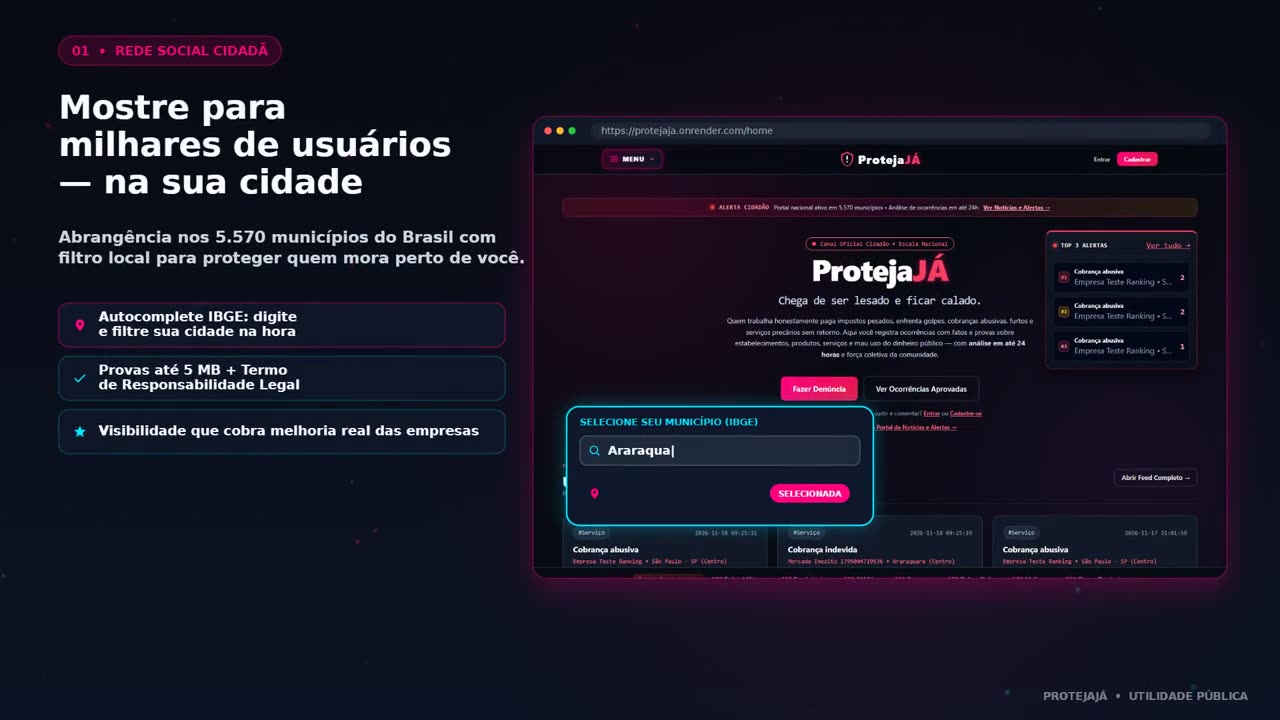 01 • REDE SOCIAL CIDADÃ
Mostre para
milhares de usuários
— na sua cidade
Abrangência nos 5.570 municípios do Brasil com
filtro local para proteger quem mora perto de você.
Autocomplete IBGE: digite
e filtre sua cidade na hora
Provas até 5 MB + Termo
de Responsabilidade Legal
Visibilidade que cobra melhoria real das empresas
https://protejaja.onrender.com/home
MENU
ProtejaJÁ
Entrar
Cadastrar
ALERTA CIDADÃO Portal nacional ativo em 5.570 municípios • Análise de ocorrências em até 24h Ver Notícias e Alertas →
Canal Oficial Cidadão • Escala Nacional
ProtejaJÁ
Chega de ser lesado e ficar calado.
Quem trabalha honestamente paga impostos pesados, enfrenta golpes, cobranças abusivas, furtos e
serviços precários sem retorno. Aqui você registra ocorrências com fatos e provas sobre
estabelecimentos, produtos, serviços e mau uso do dinheiro público — com análise em até 24
horas e força coletiva da comunidade.
Fazer Denúncia
Ver Ocorrências Aprovadas
curtir e comentar? Entrar ou Cadastre-se
Portal de Notícias e Alertas →
TOP 3 ALERTAS
Ver tudo →
#1 Cobrança abusiva 2
Empresa Teste Ranking • S...
#2 Cobrança abusiva 2
Empresa Teste Ranking • S...
#3 Cobrança abusiva 1
Empresa Teste Ranking • S...
SELECIONE SEU MUNICÍPIO (IBGE)
Araraqua
SELECIONADA
Abrir Feed Completo →
#Serviço 2026-11-18 09:25:21
Cobrança abusiva
Empresa Teste Ranking • São Paulo - SP (Centro)
#Serviço 2026-11-18 09:25:19
Cobrança indevida
Mercado Inédito 1795004719536 • Araraquara (Centro)
#Serviço 2026-11-17 21:01:59
Cobrança abusiva
Empresa Teste Ranking • São Paulo - SP (Centro)
PROTEJAJÁ • UTILIDADE PÚBLICA